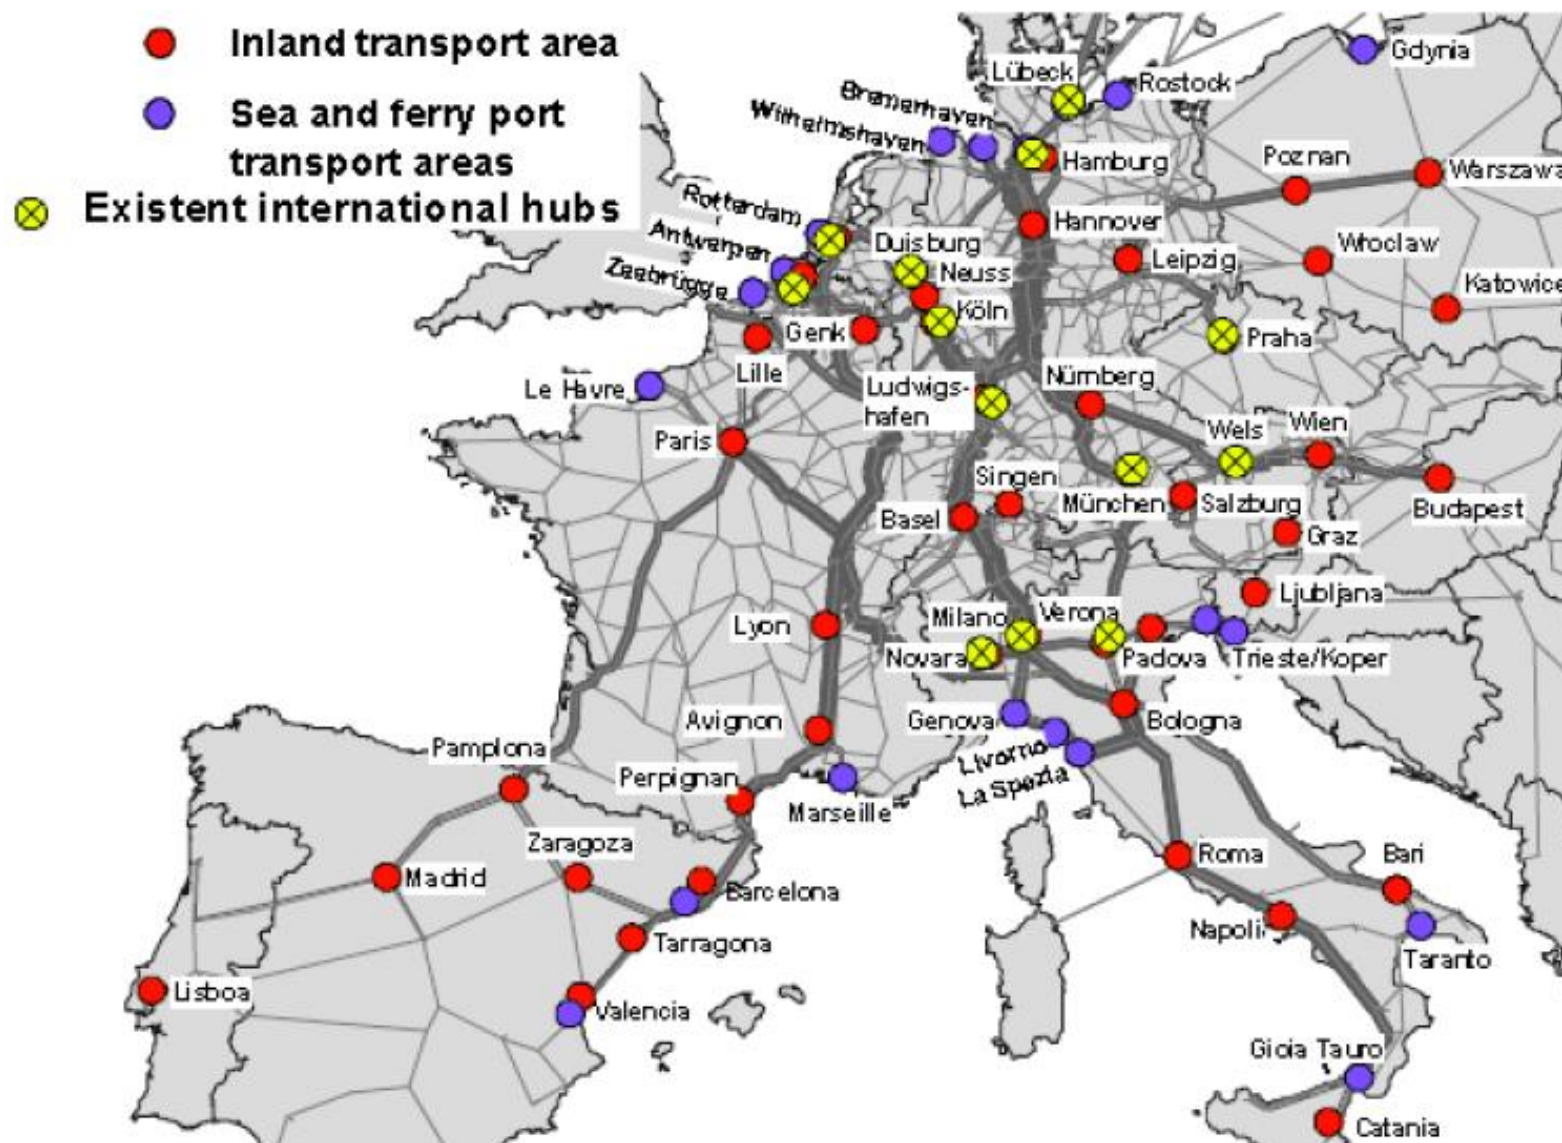 Inland transport area
Sea and ferry port
transport areas
Existent international hubs
Gdynia
Lübeck
Rostock
Bremerhaven
Wilhelmshaven
Hamburg
Poznan
Warszawa
Rotterdam
Hannover
Antwerpen
Duisburg
Wroclaw
Leipzig
Zeebrügge
Neuss
Katowice
Köln
Genk
Praha
Lille
Le Havre
Ludwigs-
hafen
Nürnberg
Paris
Wels
Wien
Singen
München
Salzburg
Budapest
Basel
Graz
Ljubljana
Milano
Verona
Lyon
Novara
Padova
Trieste/Koper
Avignon
Genova
Bologna
Pamplona
Livorno
La Spezia
Perpignan
Marseille
Zaragoza
Roma
Bari
Madrid
Barcelona
Napoli
Tarragona
Taranto
Lisboa
Valencia
Gioia Tauro
Catania